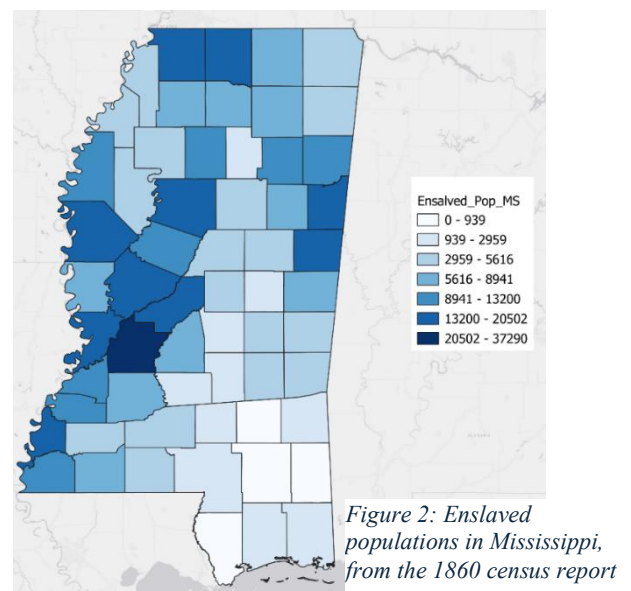 Ensalved_Pop_MS
0 - 939
939 - 2959
2959 - 5616
5616 - 8941
8941 - 13200
13200 - 20502
20502 - 37290
Figure 2: Enslaved
populations in Mississippi,
from the 1860 census report